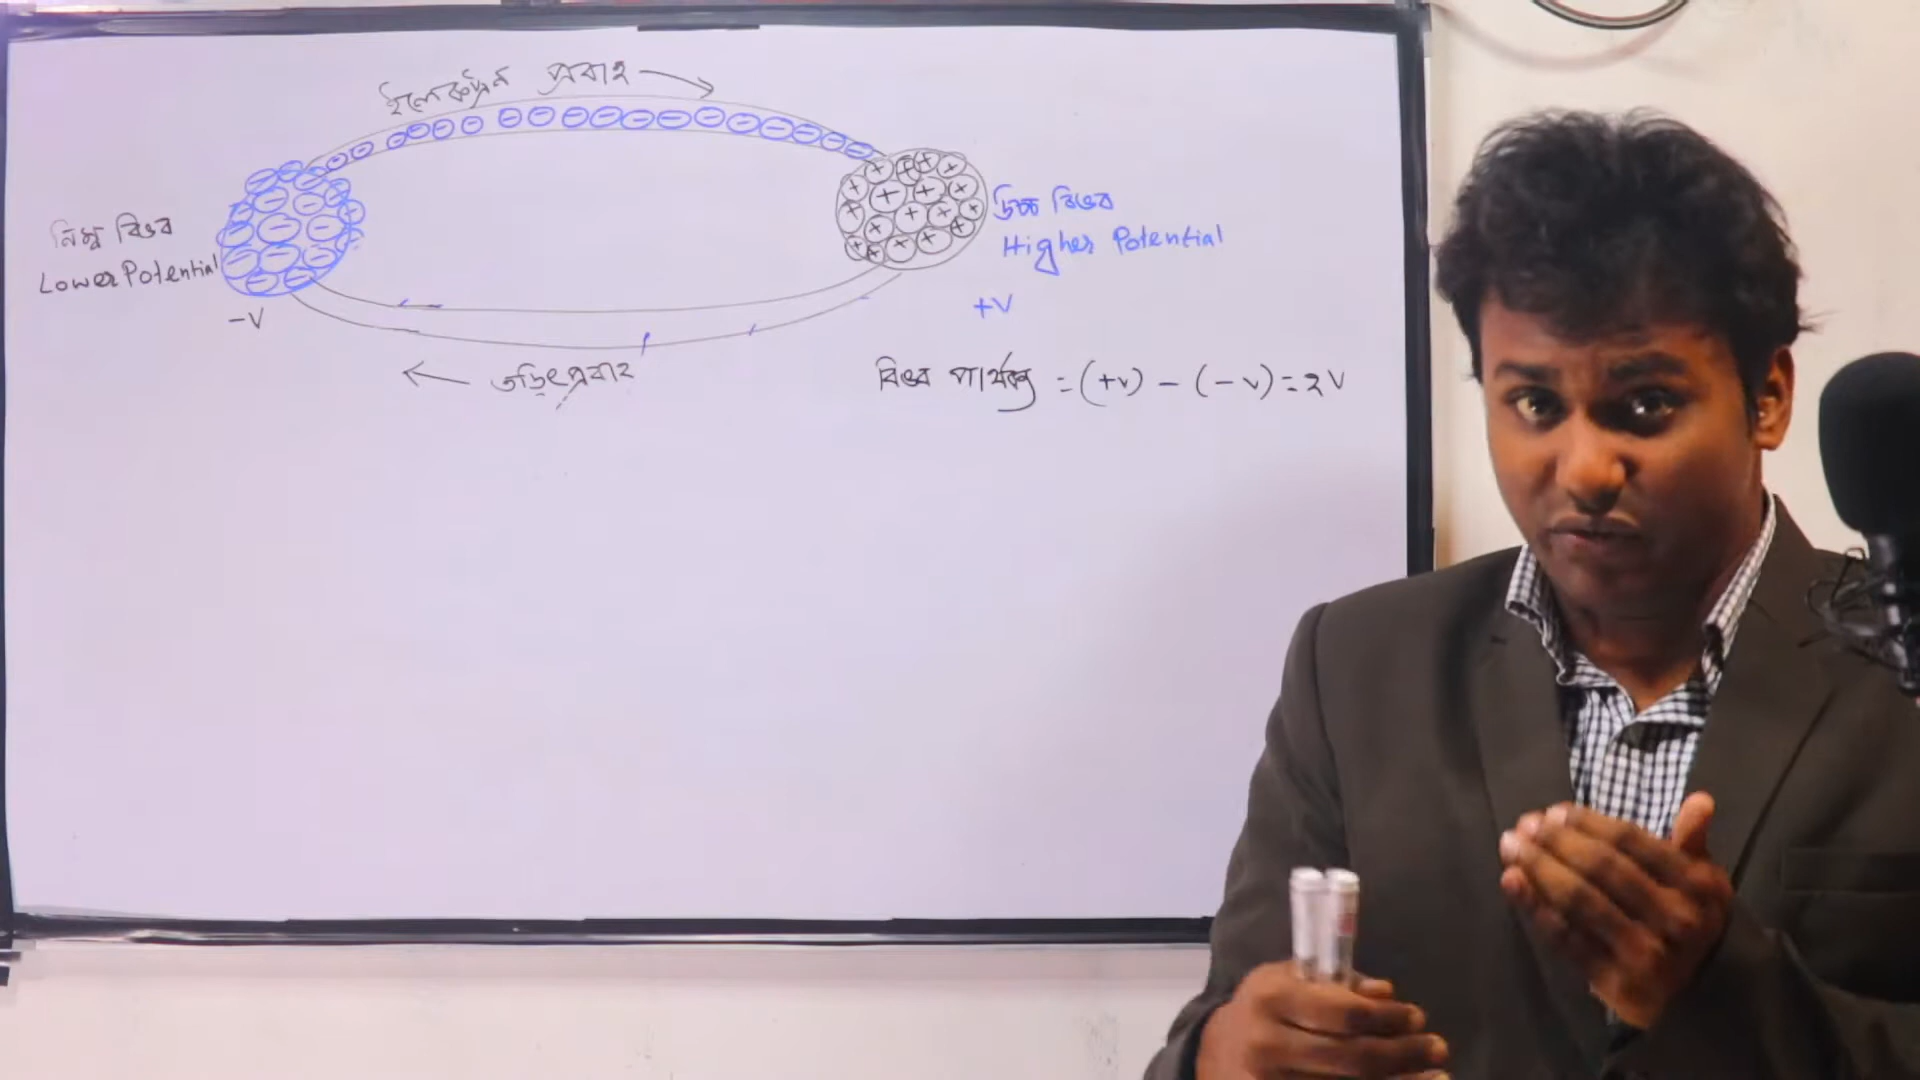 ইলেকট্রন প্রবাহ →
নিম্ন বিভব
Lower Potential
-V
উচ্চ বিভব
Higher Potential
+V
← তড়িৎপ্রবাহ
বিভব পার্থক্য = (+v) - (-v) = ২V